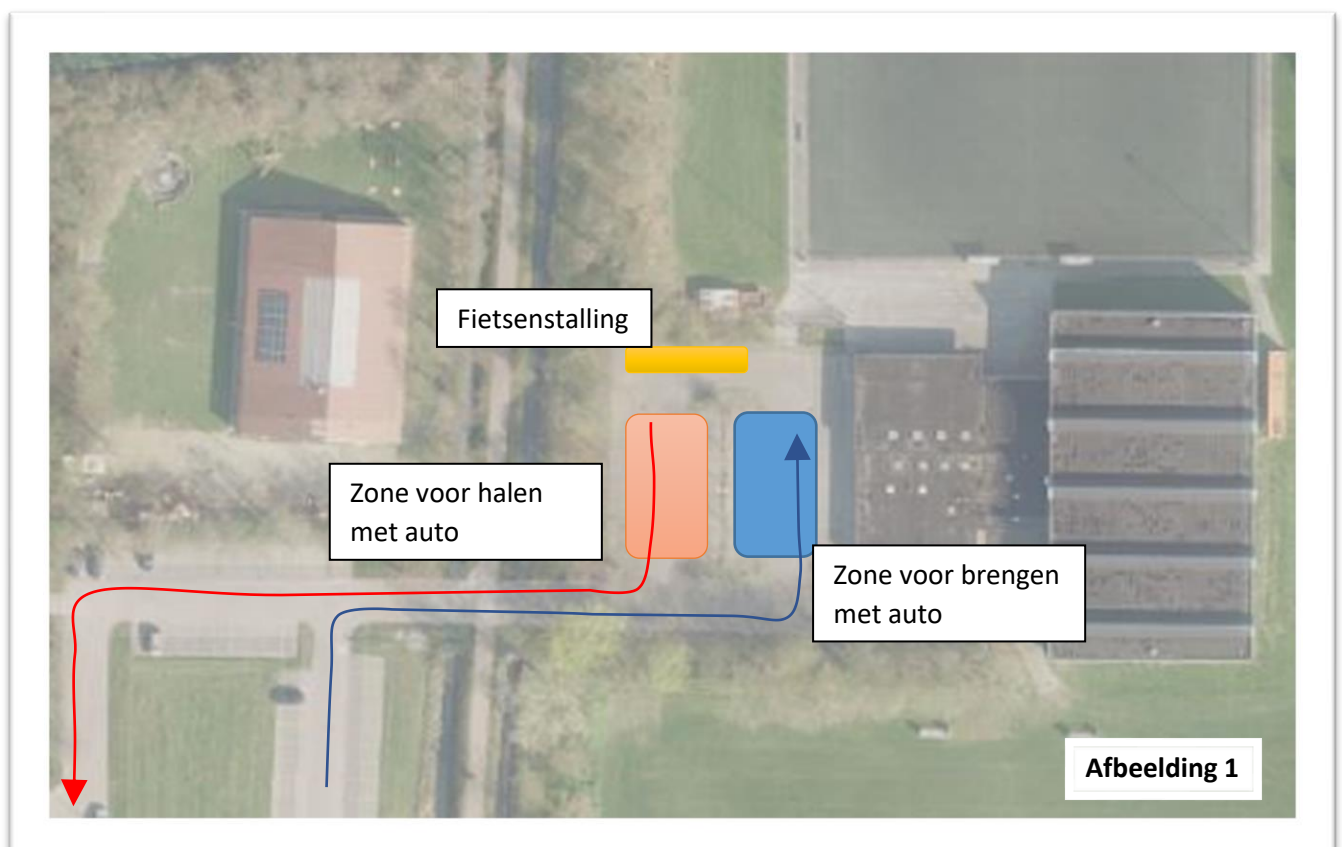 Fietsenstalling
Zone voor halen
met auto
Zone voor brengen
met auto
Afbeelding 1